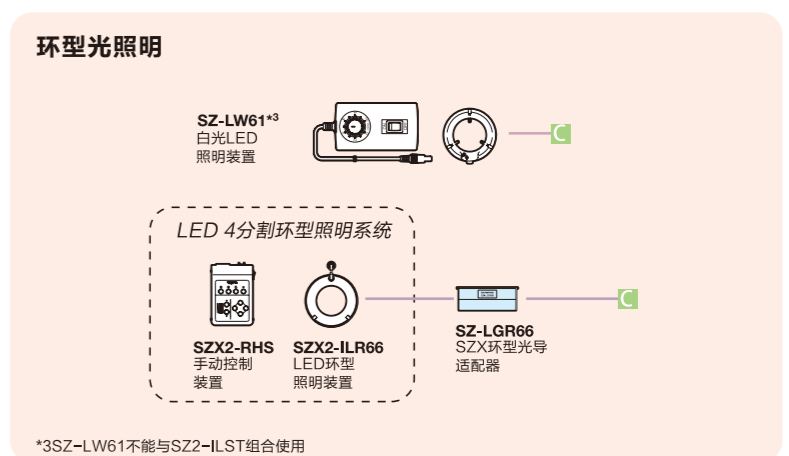 环型光照明
SZ-LW61*3
白光LED
照明装置
C
LED 4分割环型照明系统
C
SZX2-RHS
手动控制
装置
SZX2-ILR66
LED环型
照明装置
SZ-LGR66
SZX环型光导
适配器
*3SZ-LW61不能与SZ2-ILST组合使用